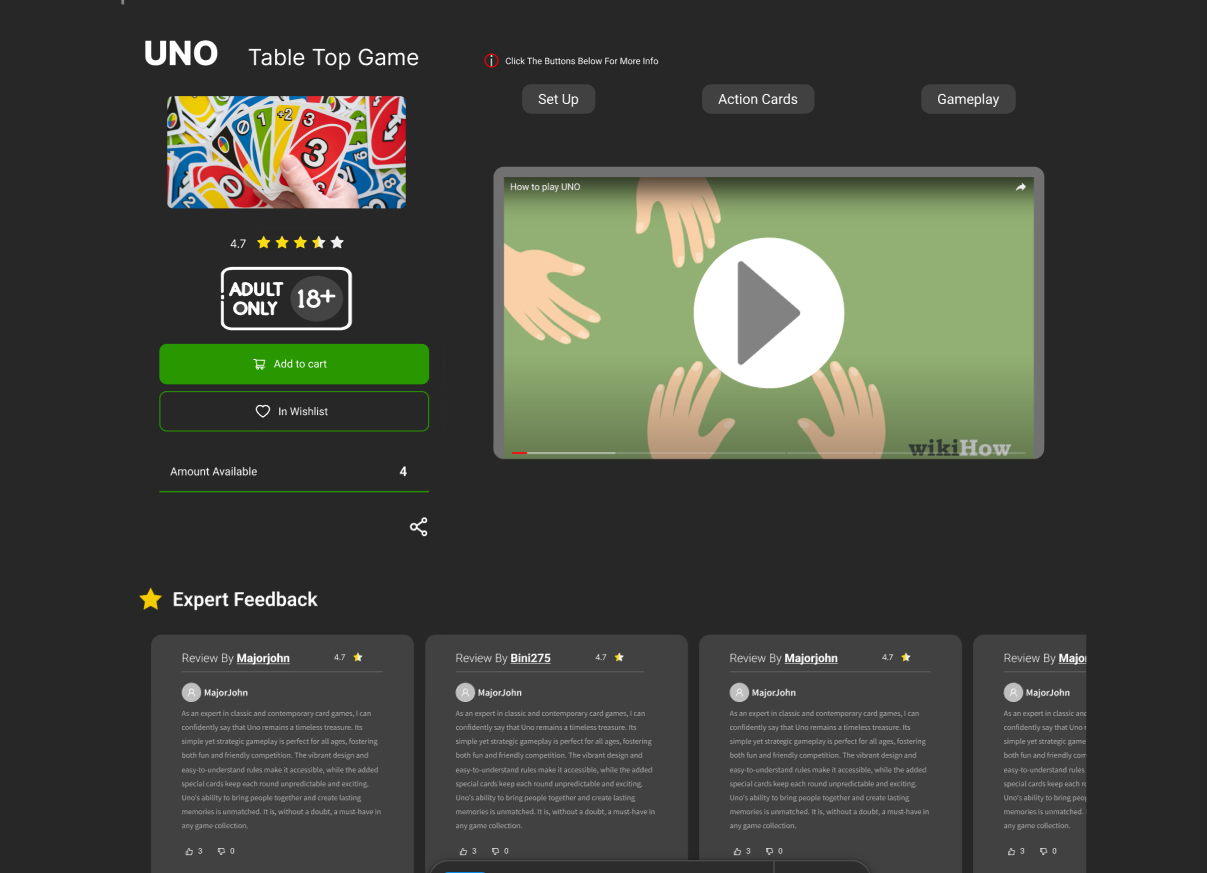 UNO Table Top Game
Click The Buttons Below For More Info
Set Up
Action Cards
Gameplay
1 +2 3
3
2
How to play UNO
wikiHow
4.7
ADULT
ONLY
18+
Add to cart
In Wishlist
Amount Available 4
Expert Feedback
Review By Majorjohn 4.7
MajorJohn
As an expert in classic and contemporary card games, I can
confidently say that Uno remains a timeless treasure. Its
simple yet strategic gameplay is perfect for all ages, fostering
both fun and friendly competition. The vibrant design and
easy-to-understand rules make it accessible, while the added
special cards keep each round unpredictable and exciting.
Uno's ability to bring people together and create lasting
memories is unmatched. It is, without a doubt, a must-have in
any game collection.
3 0
Review By Bini275 4.7
MajorJohn
As an expert in classic and contemporary card games, I can
confidently say that Uno remains a timeless treasure. Its
simple yet strategic gameplay is perfect for all ages, fostering
both fun and friendly competition. The vibrant design and
easy-to-understand rules make it accessible, while the added
special cards keep each round unpredictable and exciting.
Uno's ability to bring people together and create lasting
memories is unmatched. It is, without a doubt, a must-have in
any game collection.
3 0
Review By Majorjohn 4.7
MajorJohn
As an expert in classic and contemporary card games, I can
confidently say that Uno remains a timeless treasure. Its
simple yet strategic gameplay is perfect for all ages, fostering
both fun and friendly competition. The vibrant design and
easy-to-understand rules make it accessible, while the added
special cards keep each round unpredictable and exciting.
Uno's ability to bring people together and create lasting
memories is unmatched. It is, without a doubt, a must-have in
any game collection.
3 0
Review By Majo
MajorJohn
As an expert in classic and
confidently say that Uno
simple yet strategic game
both fun and friendly com
easy-to-understand rules
special cards keep each
Uno's ability to bring
memories is unmatched.
any game collection.
3 0